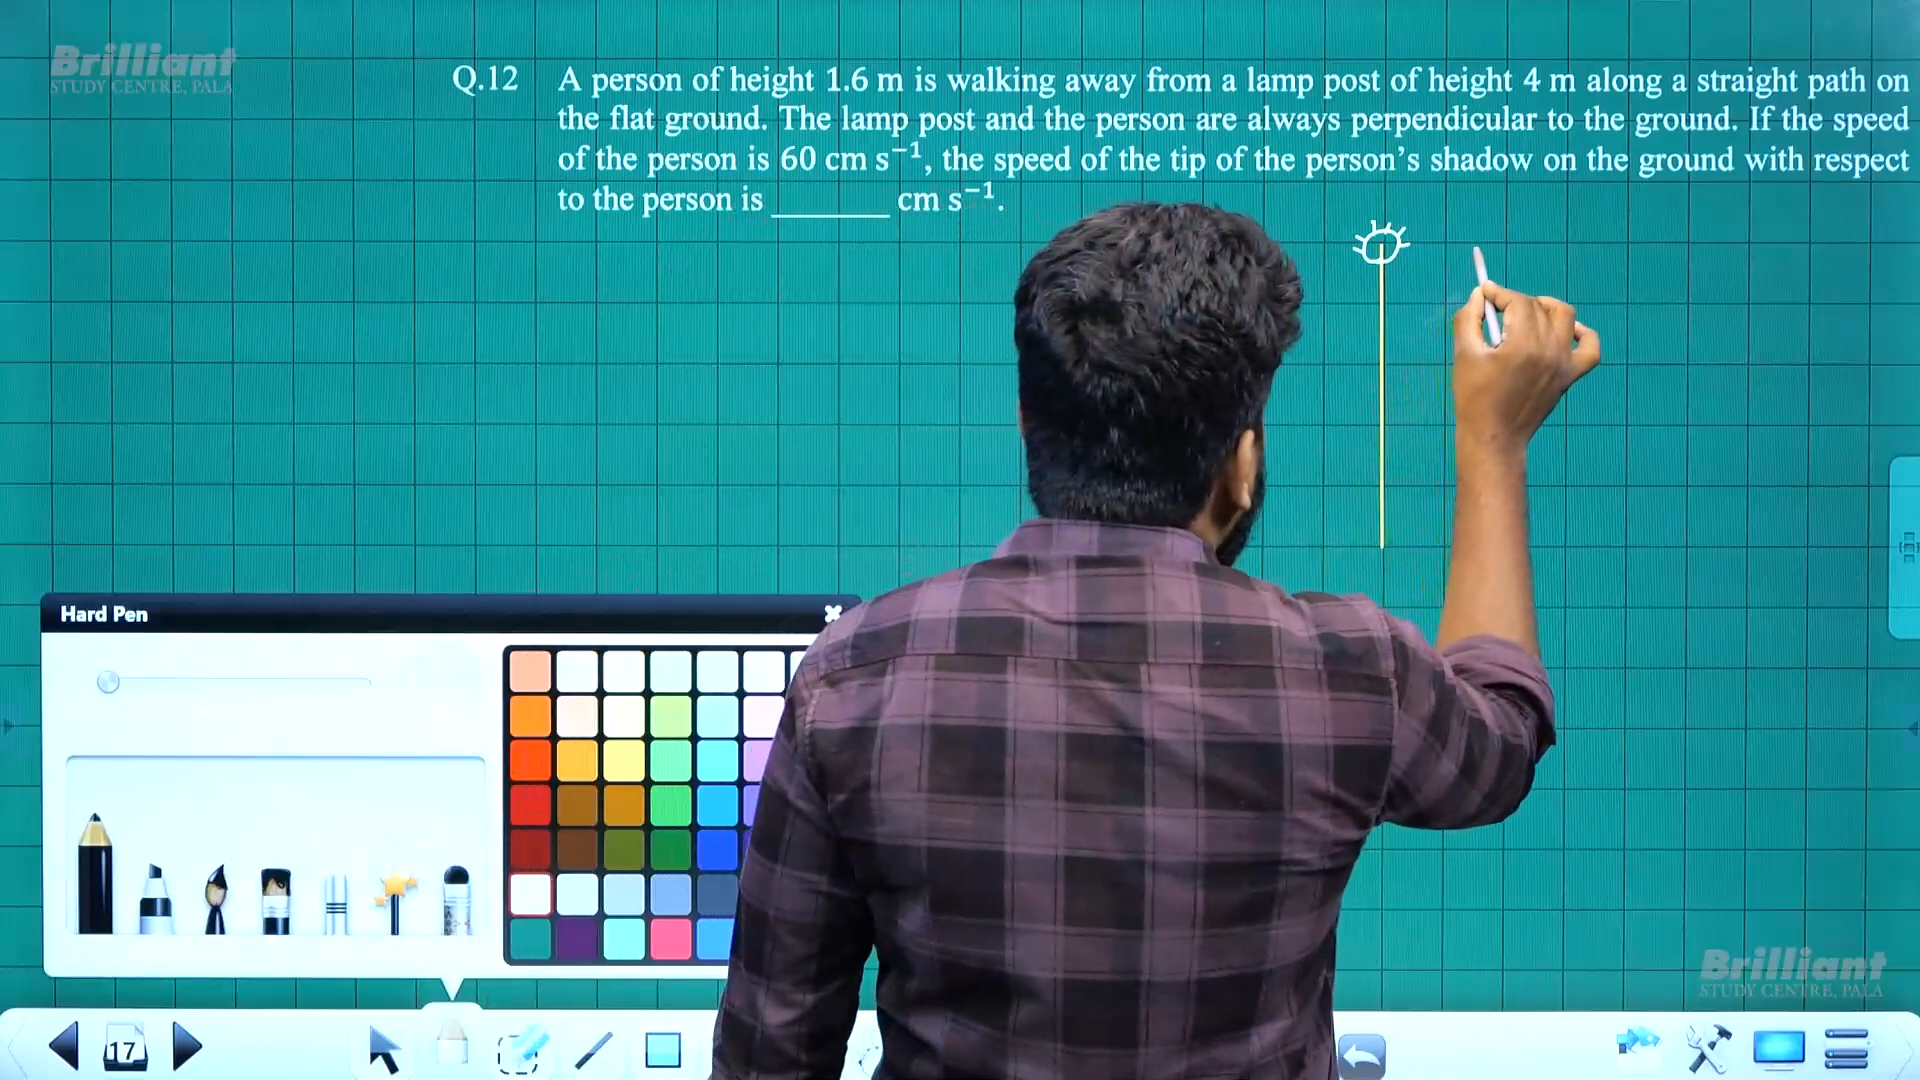 Brilliant
STUDY CENTRE, PALA
Q.12 A person of height 1.6 m is walking away from a lamp post of height 4 m along a straight path on
the flat ground. The lamp post and the person are always perpendicular to the ground. If the speed
of the person is 60 cm s⁻¹, the speed of the tip of the person’s shadow on the ground with respect
to the person is ________ cm s⁻¹.
Hard Pen
17
Brilliant
STUDY CENTRE, PALA